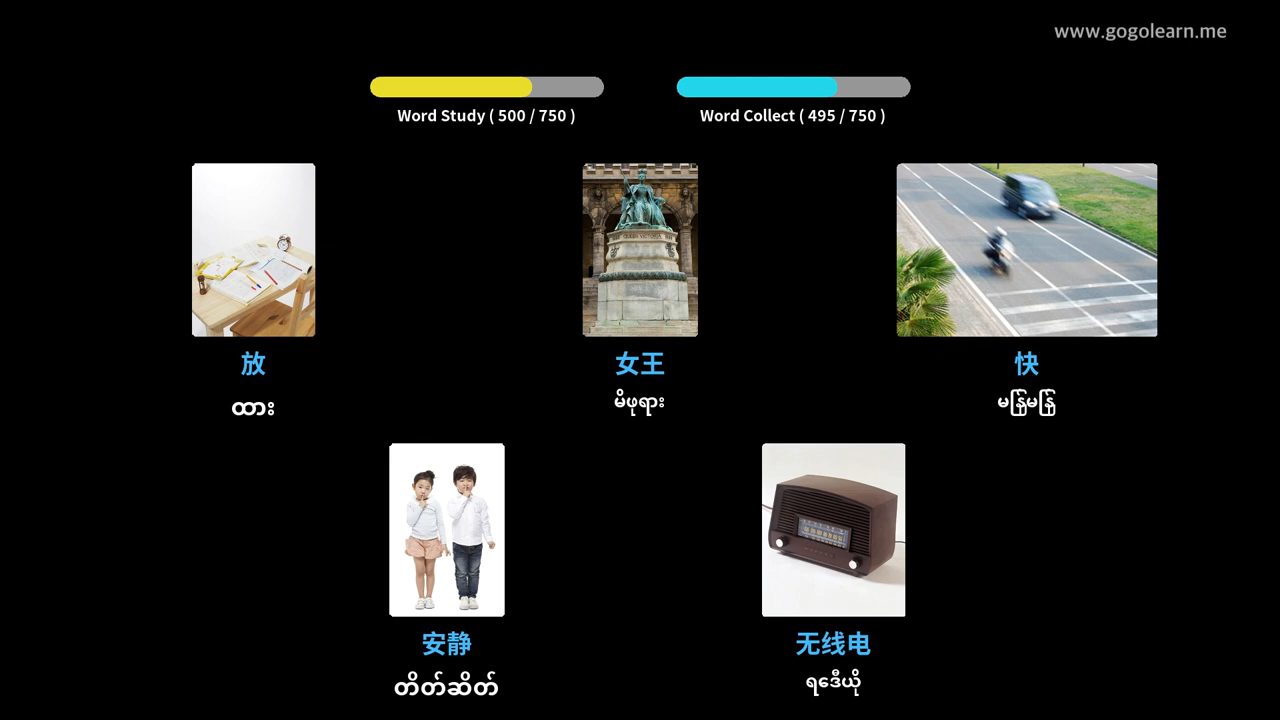 www.gogolearn.me
Word Study ( 500 / 750 )
Word Collect ( 495 / 750 )
放
ထား
女王
မိဖုရား
快
မြန်မြန်
安静
တိတ်ဆိတ်
无线电
ရဒေီယို